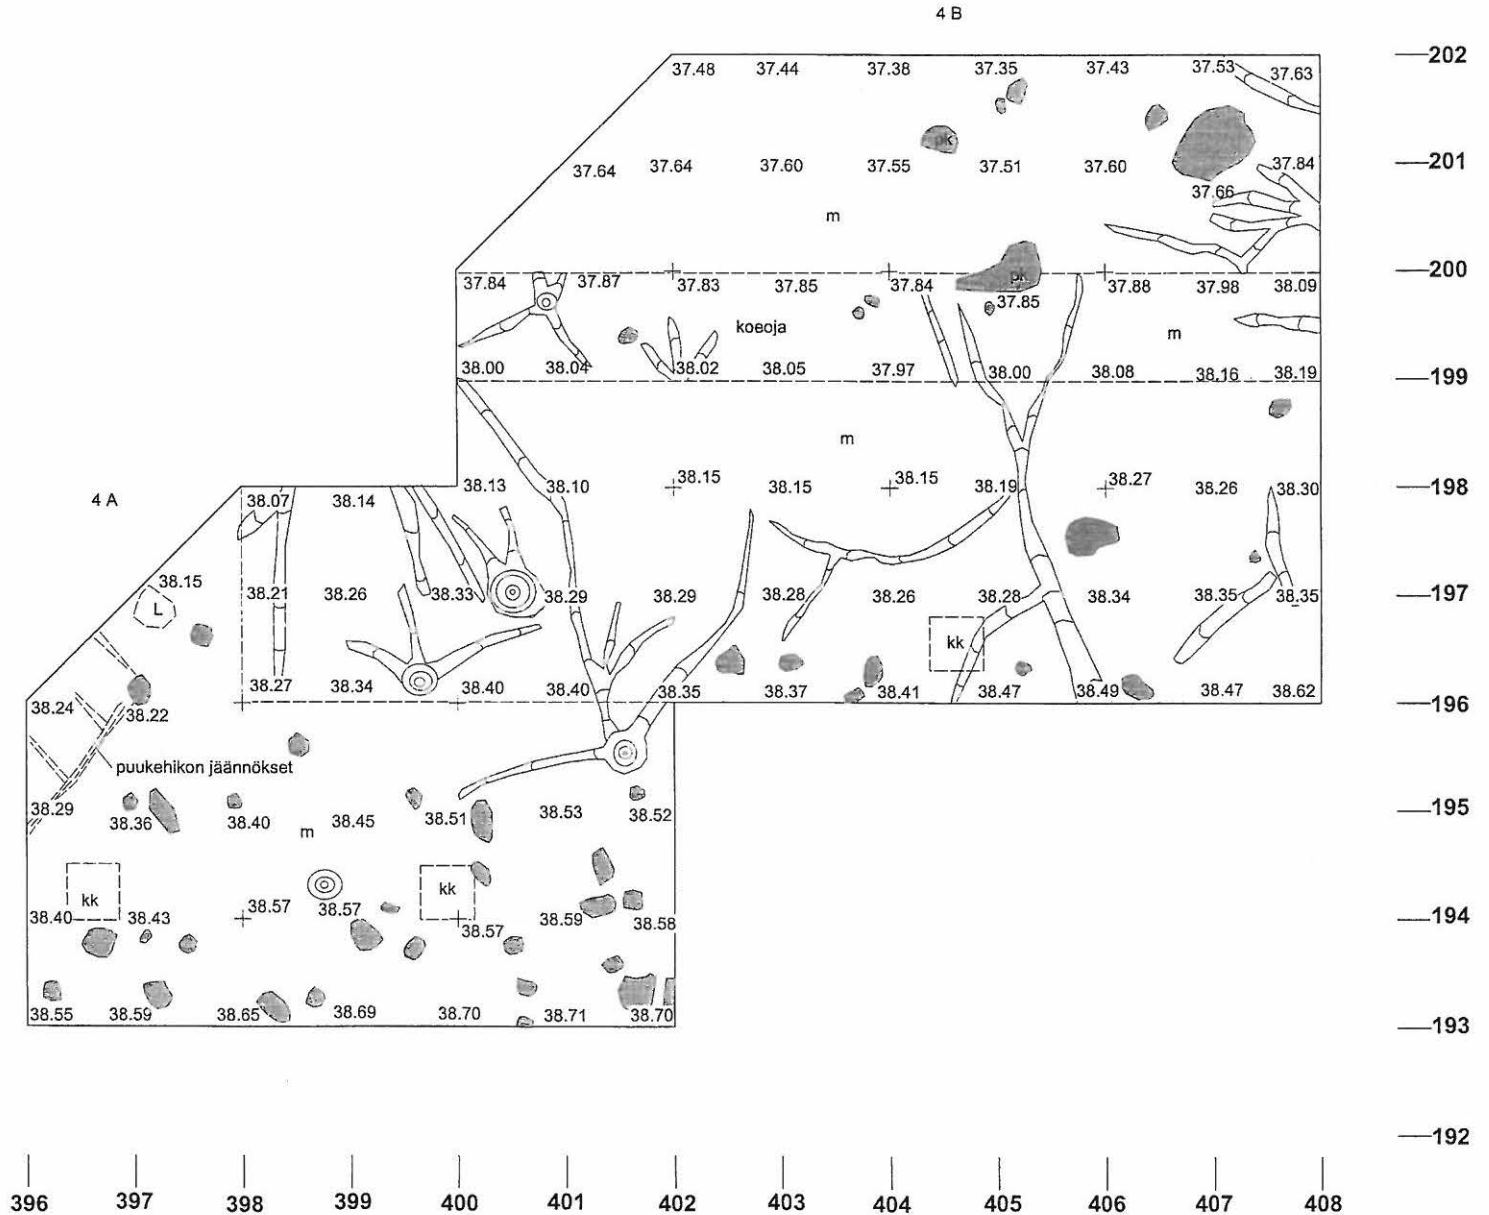 4 B
202
37.48 37.44 37.38 37.35 37.43 37.53 37.63
pk
37.64 37.64 37.60 37.55 37.51 37.60 37.84
201
37.66
m
200
37.84 37.87 37.83 37.85 37.84 pk 37.85 37.88 37.98 38.09
koeoja m
38.00 38.04 38.02 38.05 37.97 38.00 38.08 38.16 38.19
199
m
38.13 38.10 38.15 38.15 38.15 38.19 38.27 38.26 38.30
198
4 A
38.07 38.14
38.15
L
38.21 38.26 38.33 38.29 38.29 38.28 38.26 38.28 38.34 38.35 38.35
197
kk
38.27 38.34 38.40 38.40 38.35 38.37 38.41 38.47 38.49 38.47 38.62
196
38.24 38.22
puukehikon jäännökset
38.29 38.36 38.40 38.45 38.51 38.53 38.52
195
m
kk kk
38.40 38.43 38.57 38.57 38.57 38.59 38.58
194
38.55 38.59 38.65 38.69 38.70 38.71 38.70
193
192
396 397 398 399 400 401 402 403 404 405 406 407 408